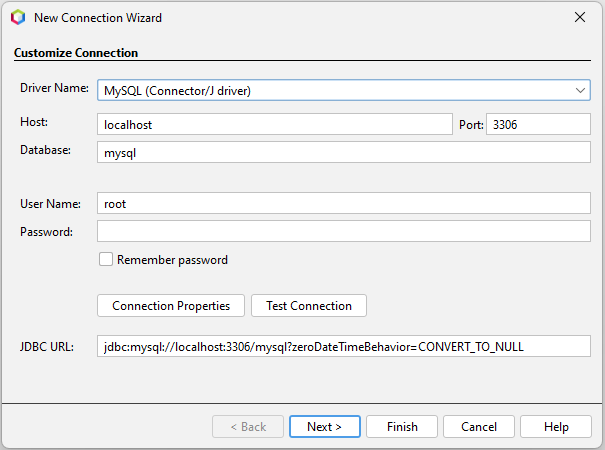 New Connection Wizard
Customize Connection
Driver Name: MySQL (Connector/J driver)
Host: localhost Port: 3306
Database: mysql
User Name: root
Password:
Remember password
Connection Properties Test Connection
JDBC URL: jdbc:mysql://localhost:3306/mysql?zeroDateTimeBehavior=CONVERT_TO_NULL
< Back Next > Finish Cancel Help